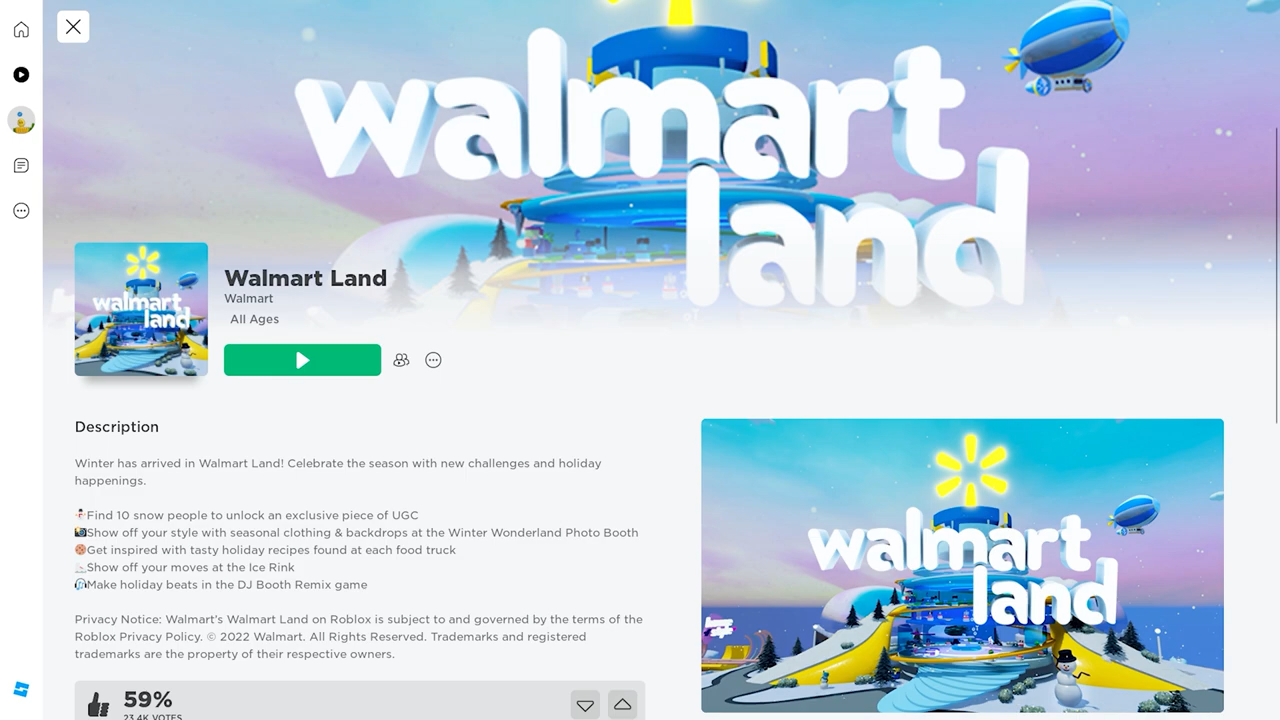 walmart
land
walmart
land
Walmart Land
Walmart
All Ages
Description
Winter has arrived in Walmart Land! Celebrate the season with new challenges and holiday
happenings.
Find 10 snow people to unlock an exclusive piece of UGC
Show off your style with seasonal clothing & backdrops at the Winter Wonderland Photo Booth
Get inspired with tasty holiday recipes found at each food truck
Show off your moves at the Ice Rink
Make holiday beats in the DJ Booth Remix game
Privacy Notice: Walmart's Walmart Land on Roblox is subject to and governed by the terms of the
Roblox Privacy Policy. © 2022 Walmart. All Rights Reserved. Trademarks and registered
trademarks are the property of their respective owners.
59%
23.4K VOTES
walmart
land